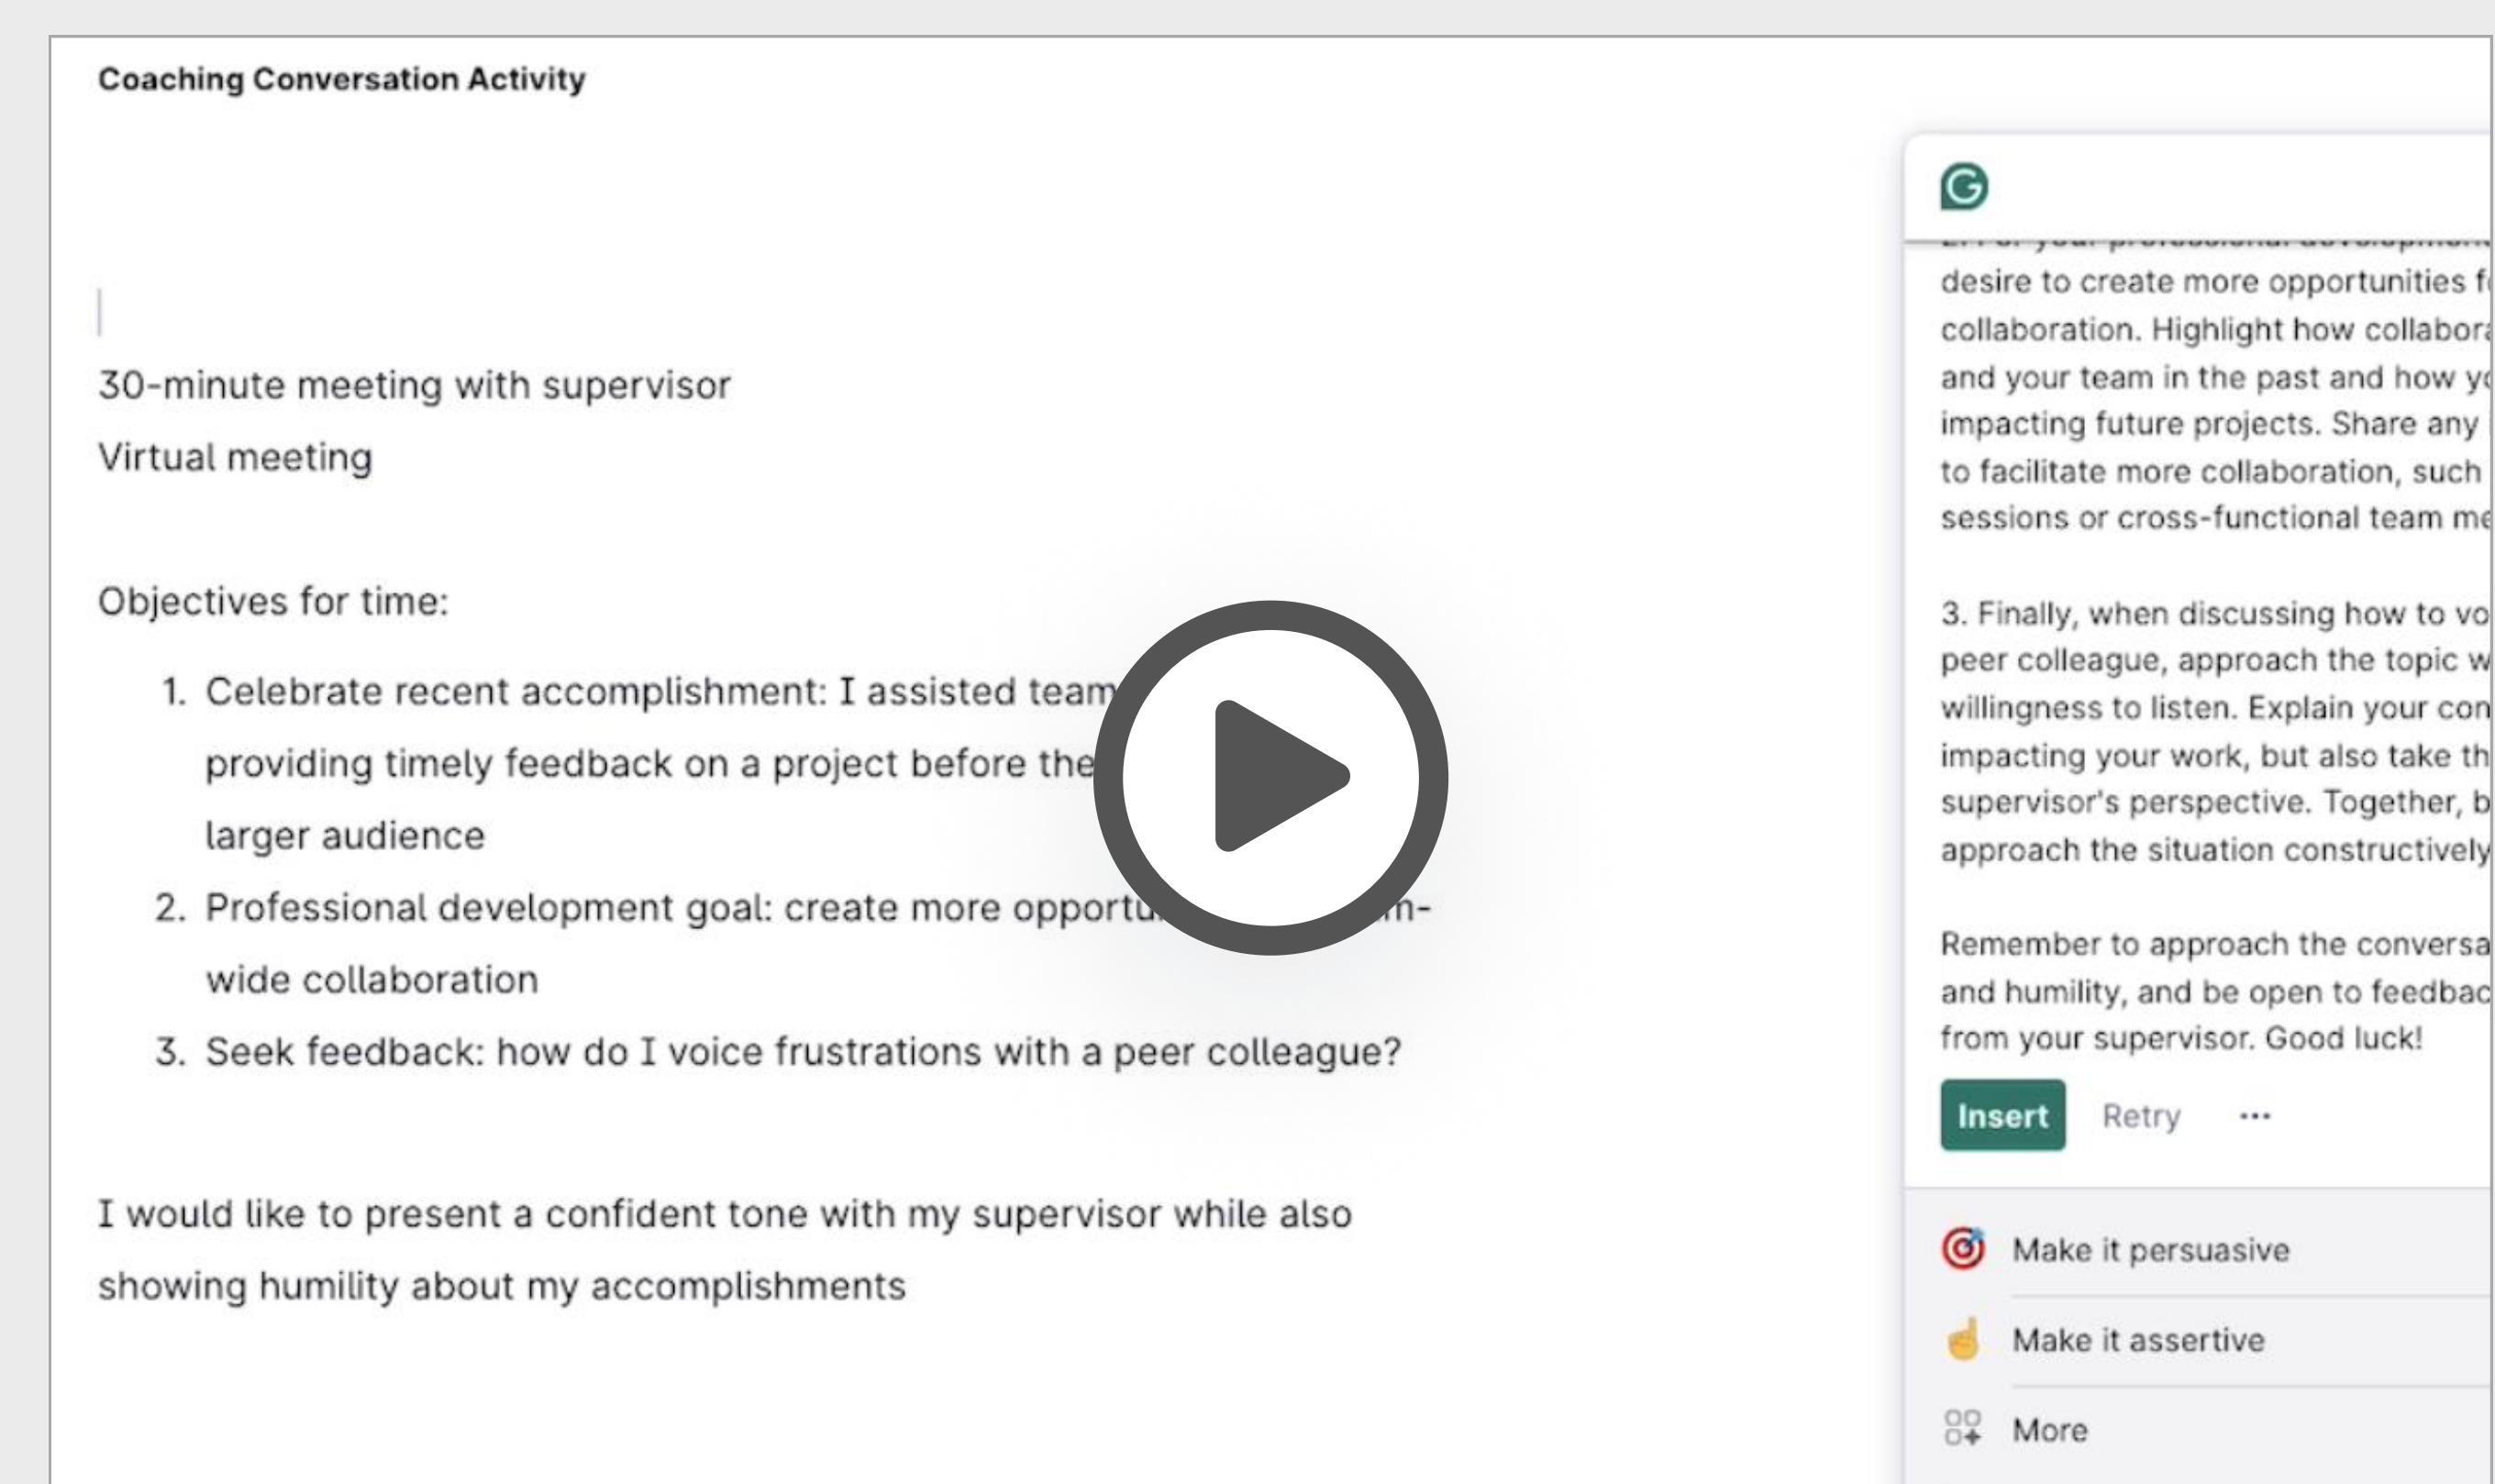 Coaching Conversation Activity
30-minute meeting with supervisor
Virtual meeting
Objectives for time:
1. Celebrate recent accomplishment: I assisted team
providing timely feedback on a project before the
larger audience
2. Professional development goal: create more
wide collaboration
3. Seek feedback: how do I voice frustrations with a peer colleague?
I would like to present a confident tone with my supervisor while also
showing humility about my accomplishments
G
desire to create more opportunities
collaboration. Highlight how
and your team in the past and how
impacting future projects. Share any
to facilitate more collaboration, such
sessions or cross-functional team
3. Finally, when discussing how to
peer colleague, approach the topic
willingness to listen. Explain your
impacting your work, but also take
supervisor's perspective. Together,
approach the situation constructively
Remember to approach the
and humility, and be open to
from your supervisor. Good luck!
Insert Retry ...
Make it persuasive
Make it assertive
More